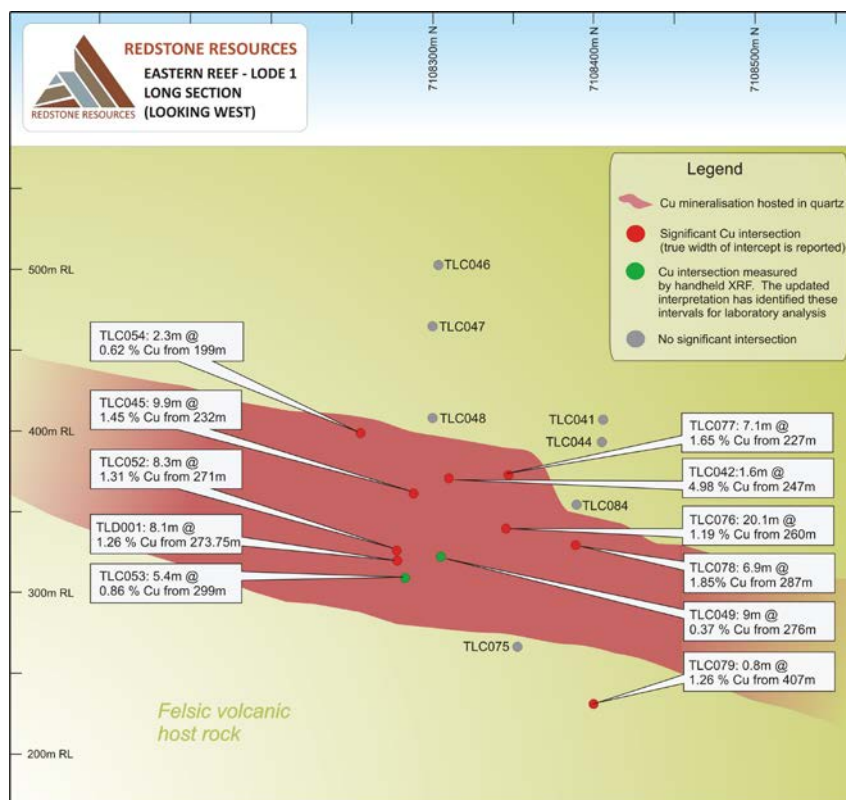 REDSTONE RESOURCES
REDSTONE RESOURCES
EASTERN REEF - LODE 1
LONG SECTION
(LOOKING WEST)
7108300m N
7108400m N
7108500m N
Legend
Cu mineralisation hosted in quartz
Significant Cu intersection
(true width of intercept is reported)
Cu intersection measured
by handheld XRF. The updated
interpretation has identified these
intervals for laboratory analysis
No significant intersection
500m RL
400m RL
300m RL
200m RL
TLC046
TLC047
TLC048
TLC041
TLC044
TLC084
TLC075
TLC054: 2.3m @
0.62 % Cu from 199m
TLC045: 9.9m @
1.45 % Cu from 232m
TLC052: 8.3m @
1.31 % Cu from 271m
TLD001: 8.1m @
1.26 % Cu from 273.75m
TLC053: 5.4m @
0.86 % Cu from 299m
TLC077: 7.1m @
1.65 % Cu from 227m
TLC042:1.6m @
4.98 % Cu from 247m
TLC076: 20.1m @
1.19 % Cu from 260m
TLC078: 6.9m @
1.85% Cu from 287m
TLC049: 9m @
0.37 % Cu from 276m
TLC079: 0.8m @
1.26 % Cu from 407m
Felsic volcanic
host rock